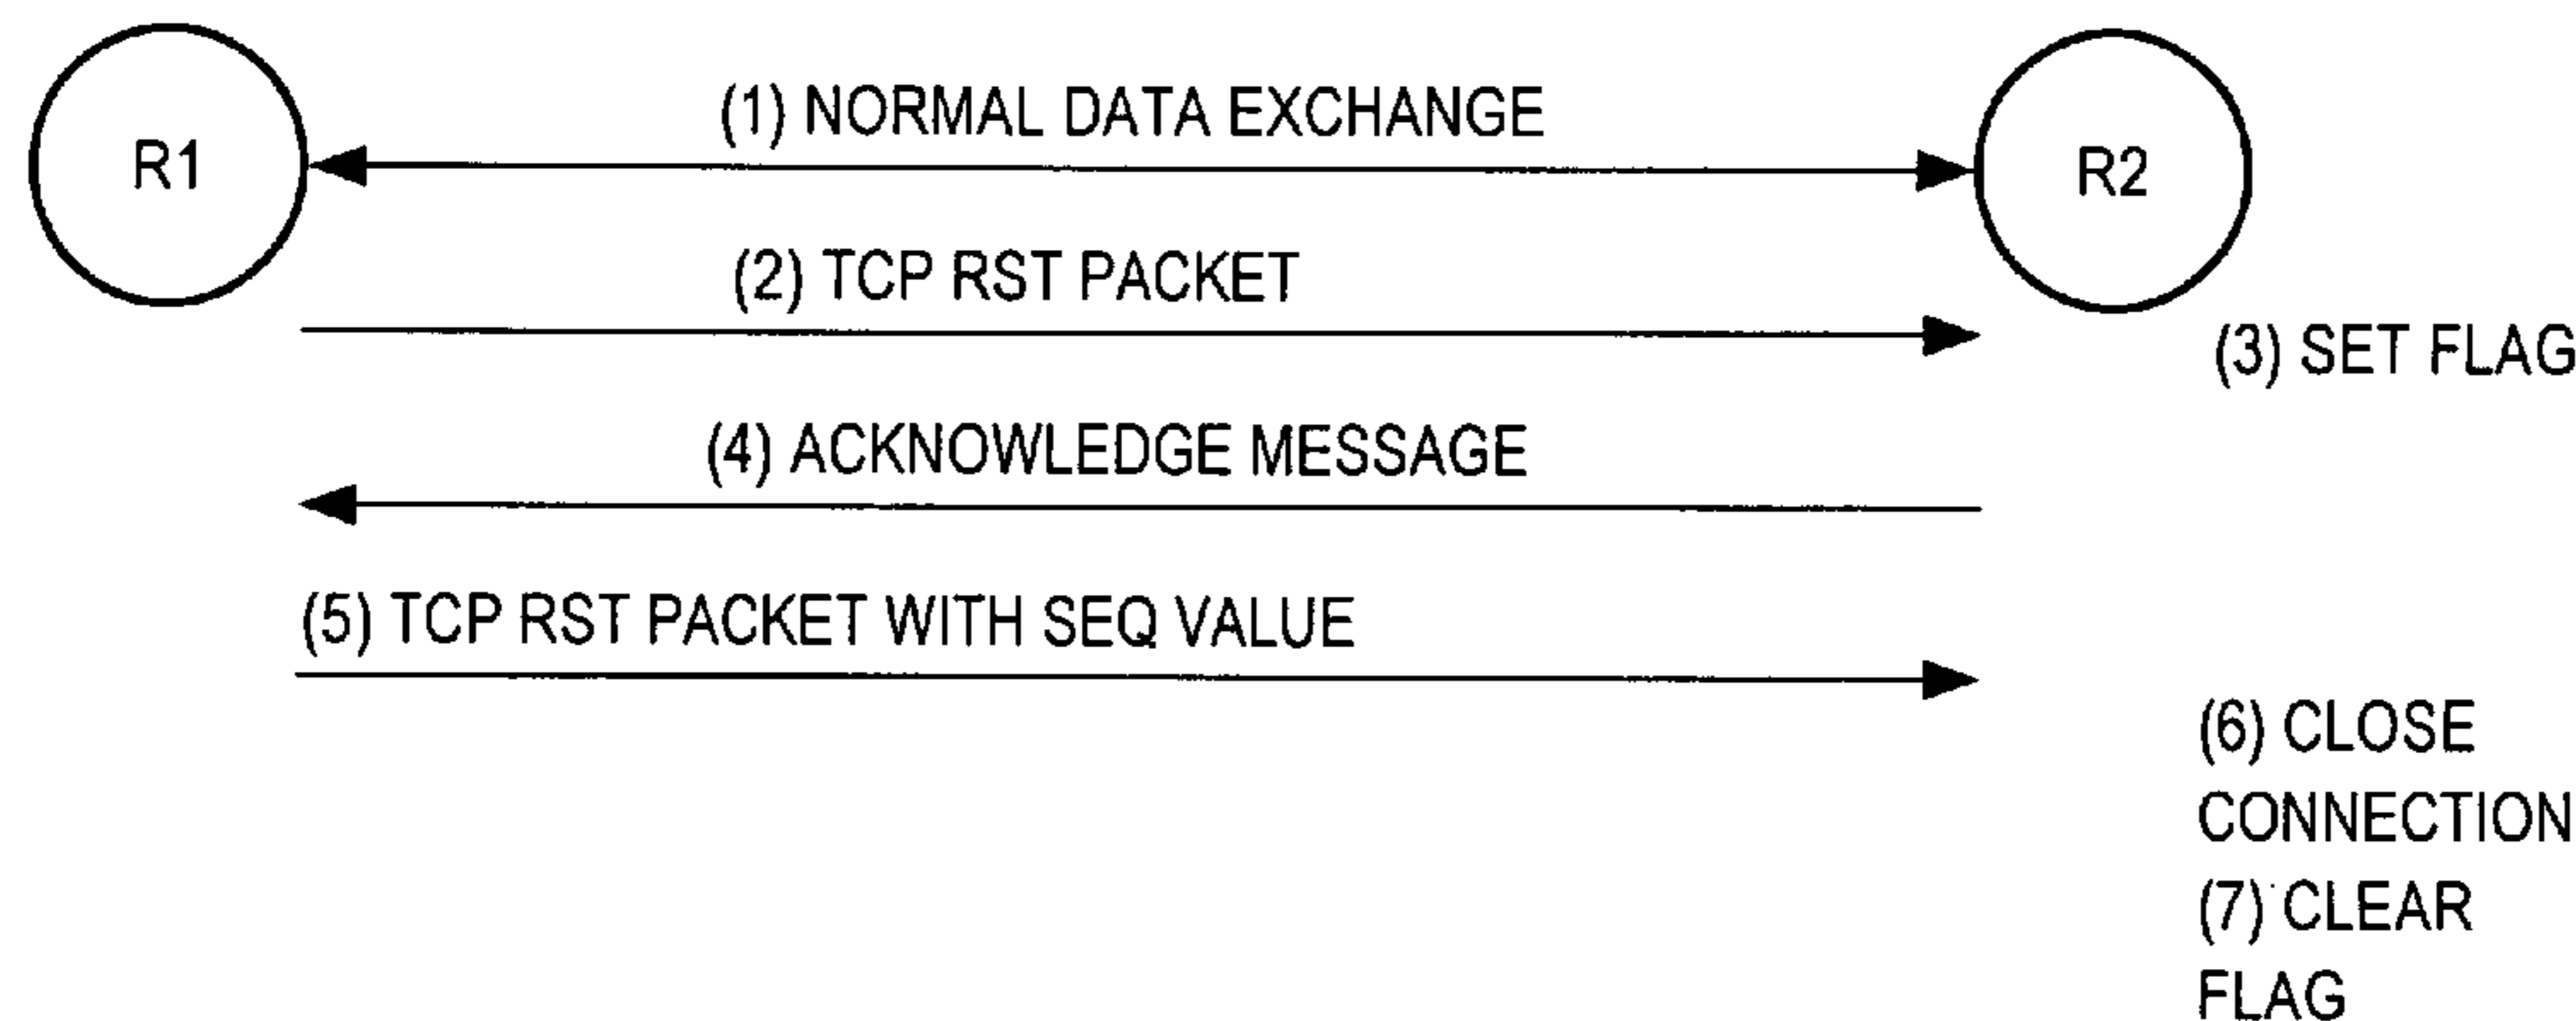 R1
(1) NORMAL DATA EXCHANGE
R2
(2) TCP RST PACKET
(3) SET FLAG
(4) ACKNOWLEDGE MESSAGE
(5) TCP RST PACKET WITH SEQ VALUE
(6) CLOSE
CONNECTION
(7) CLEAR
FLAG